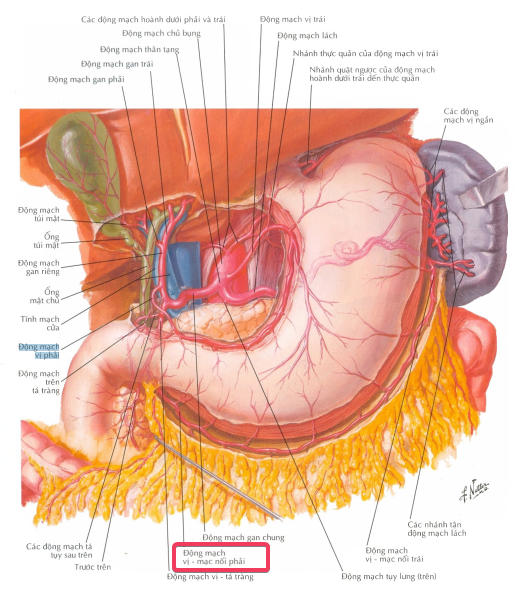 Các động mạch hoành dưới phải và trái
Động mạch chủ bụng
Động mạch thân tạng
Động mạch gan trái
Động mạch gan phải
Động mạch vị trái
Động mạch lách
Nhánh thực quản của động mạch vị trái
Nhánh quặt ngược của động mạch
hoành dưới trái đến thực quản
Các động
mạch vị ngắn
Động mạch
túi mật
Ống
túi mật
Động mạch
gan riêng
Ống
mật chủ
Tĩnh mạch
cửa
Động mạch
vị phải
Động mạch
trên
tá tràng
Các động mạch tá
tụy sau trên
Trước trên
Động mạch gan chung
Động mạch
vị - mạc nối phải
Động mạch vị - tá tràng
Động mạch tụy lưng (trên)
Động mạch
vị - mạc nối trái
Các nhánh tận
động mạch lách
F. Netter